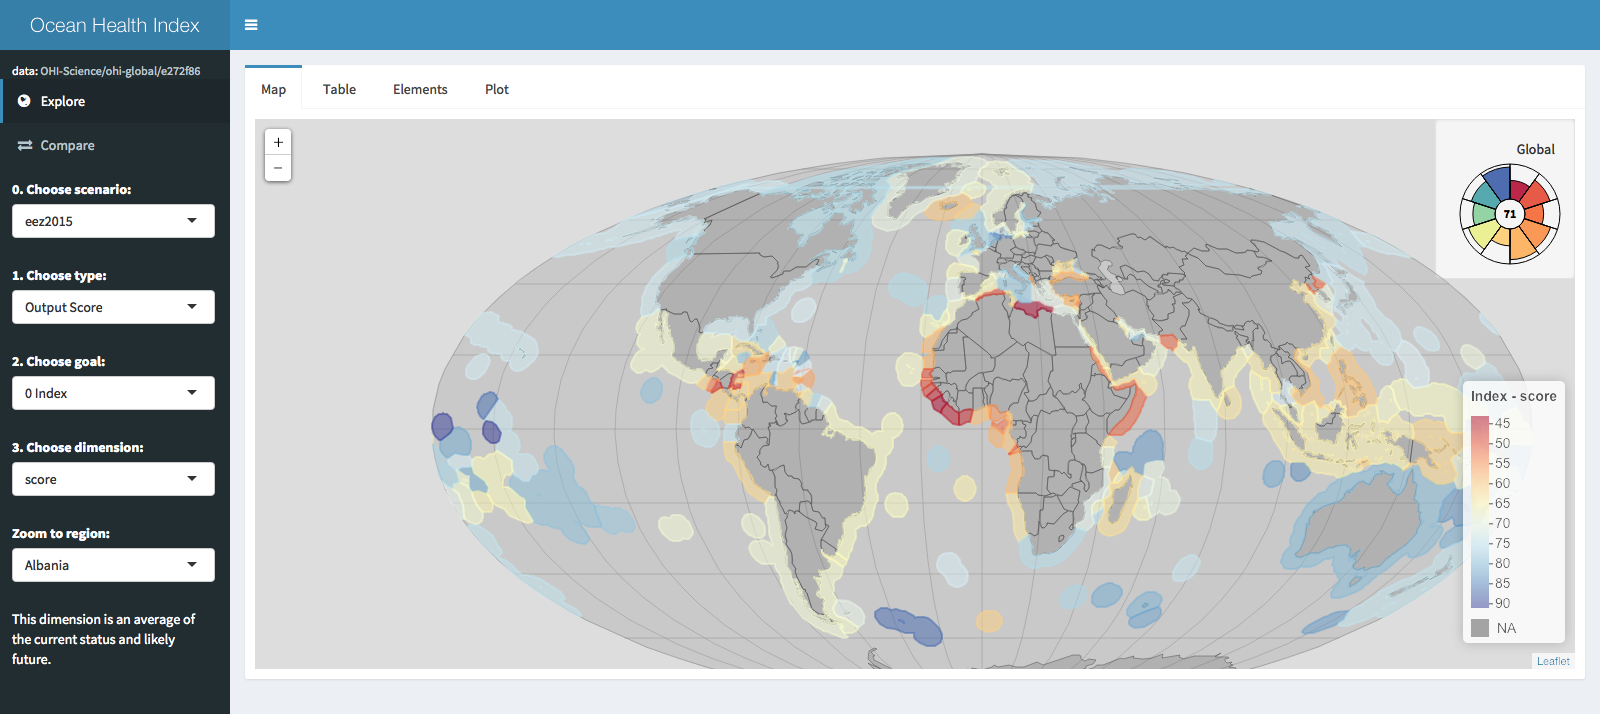 Ocean Health Index
data: OHI-Science/ohi-global/e272f86
Explore
Compare
0. Choose scenario:
eez2015
1. Choose type:
Output Score
2. Choose goal:
0 Index
3. Choose dimension:
score
Zoom to region:
Albania
This dimension is an average of
the current status and likely
future.
Map Table Elements Plot
+
−
Global
71
Index - score
45
50
55
60
65
70
75
80
85
90
NA
Leaflet